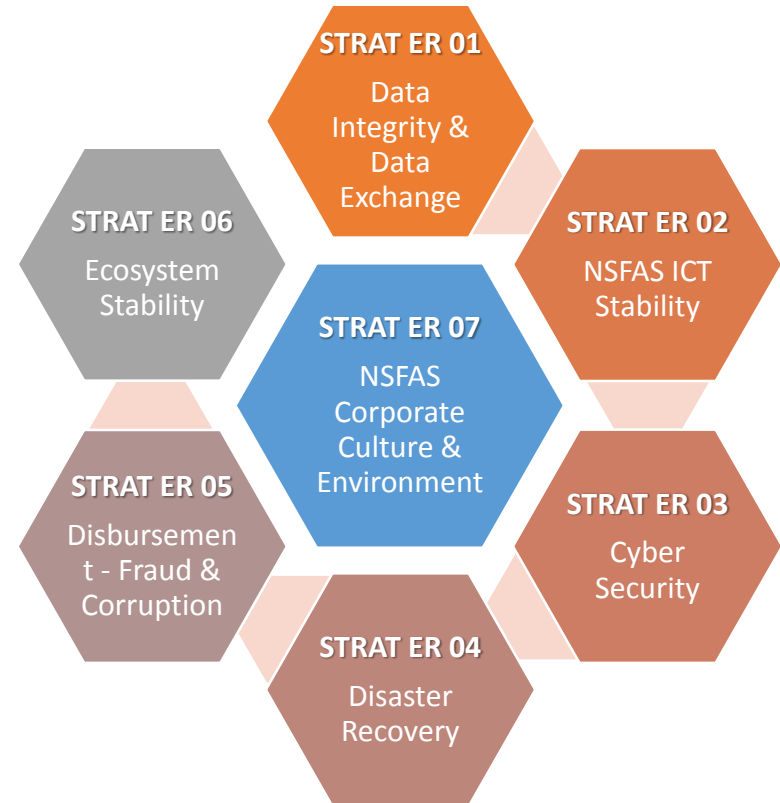 STRAT ER 01
Data
Integrity &
Data
Exchange
STRAT ER 02
NSFAS ICT
Stability
STRAT ER 03
Cyber
Security
STRAT ER 04
Disaster
Recovery
STRAT ER 05
Disbursemen
t - Fraud &
Corruption
STRAT ER 06
Ecosystem
Stability
STRAT ER 07
NSFAS
Corporate
Culture &
Environment